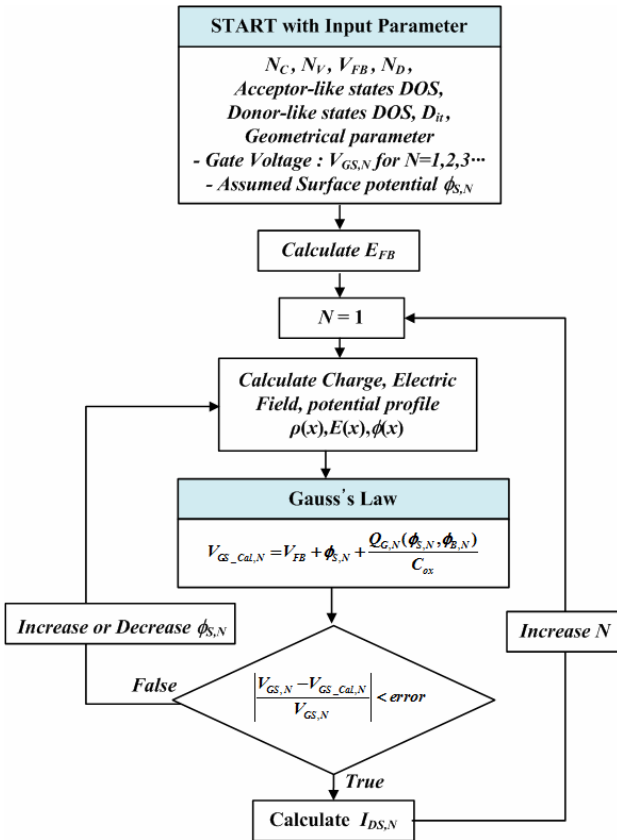 START with Input Parameter
N_C, N_V, V_FB, N_D,
Acceptor-like states DOS,
Donor-like states DOS, D_it,
Geometrical parameter
- Gate Voltage : V_GS,N for N=1,2,3···
- Assumed Surface potential ϕ_S,N
Calculate E_FB
N = 1
Calculate Charge, Electric
Field, potential profile
ρ(x),E(x),ϕ(x)
Gauss's Law
V_GS_Cal,N = V_FB + ϕ_S,N + Q_G,N(ϕ_S,N,ϕ_B,N) / C_ox
Increase or Decrease ϕ_S,N
Increase N
False
|(V_GS,N − V_GS_Cal,N) / V_GS,N| < error
True
Calculate I_DS,N